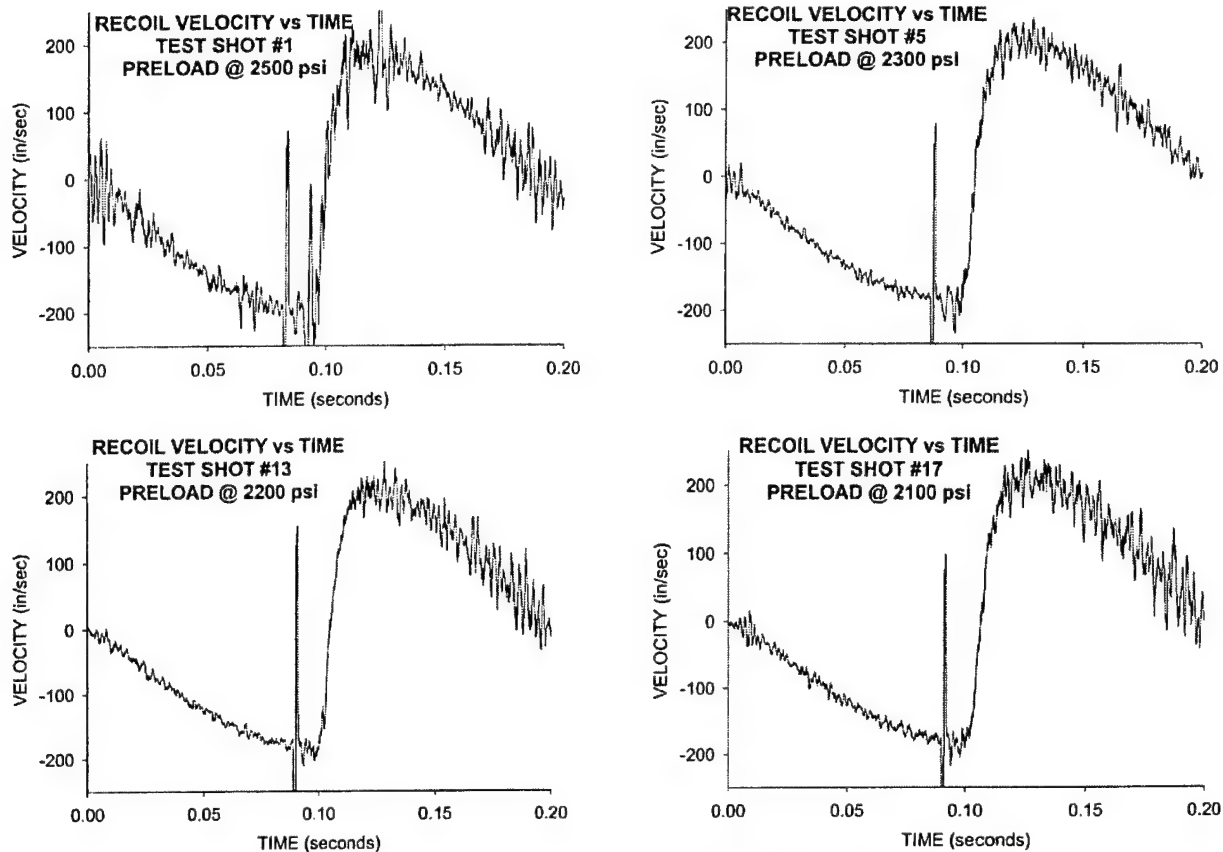 RECOIL VELOCITY vs TIME
TEST SHOT #1
PRELOAD @ 2500 psi
200
100
0
-100
-200
VELOCITY (in/sec)
0.00
0.05
0.10
0.15
0.20
TIME (seconds)
RECOIL VELOCITY vs TIME
TEST SHOT #5
PRELOAD @ 2300 psi
200
100
0
-100
-200
VELOCITY (in/sec)
0.00
0.05
0.10
0.15
0.20
TIME (seconds)
RECOIL VELOCITY vs TIME
TEST SHOT #13
PRELOAD @ 2200 psi
200
100
0
-100
-200
VELOCITY (in/sec)
0.00
0.05
0.10
0.15
0.20
TIME (seconds)
RECOIL VELOCITY vs TIME
TEST SHOT #17
PRELOAD @ 2100 psi
200
100
0
-100
-200
VELOCITY (in/sec)
0.00
0.05
0.10
0.15
0.20
TIME (seconds)